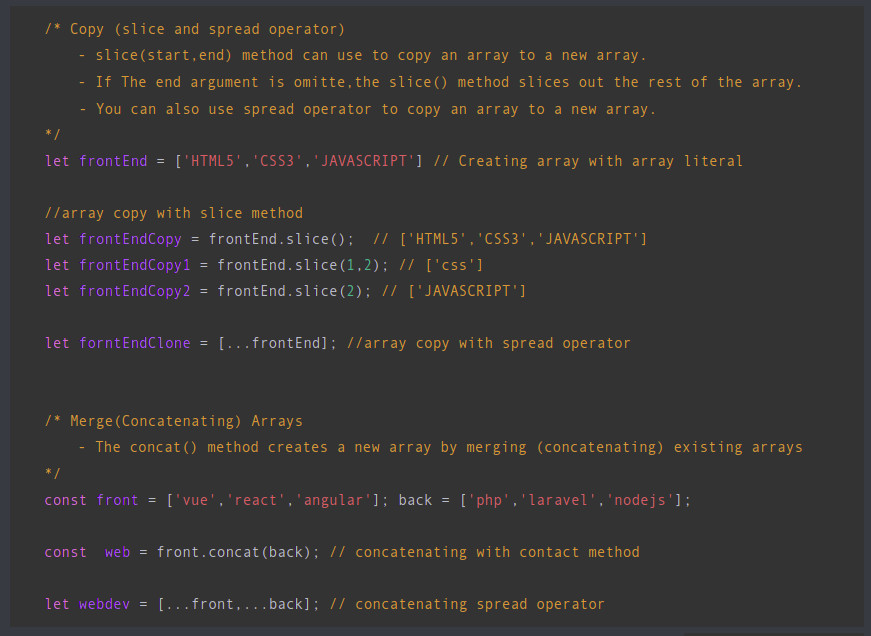 /* Copy (slice and spread operator)
- slice(start,end) method can use to copy an array to a new array.
- If The end argument is omitte,the slice() method slices out the rest of the array.
- You can also use spread operator to copy an array to a new array.
*/
let frontEnd = ['HTML5','CSS3','JAVASCRIPT'] // Creating array with array literal
//array copy with slice method
let frontEndCopy = frontEnd.slice();  // ['HTML5','CSS3','JAVASCRIPT']
let frontEndCopy1 = frontEnd.slice(1,2); // ['css']
let frontEndCopy2 = frontEnd.slice(2); // ['JAVASCRIPT']
let forntEndClone = [...frontEnd]; //array copy with spread operator
/* Merge(Concatenating) Arrays
- The concat() method creates a new array by merging (concatenating) existing arrays
*/
const front = ['vue','react','angular']; back = ['php','laravel','nodejs'];
const  web = front.concat(back); // concatenating with contact method
let webdev = [...front,...back]; // concatenating spread operator